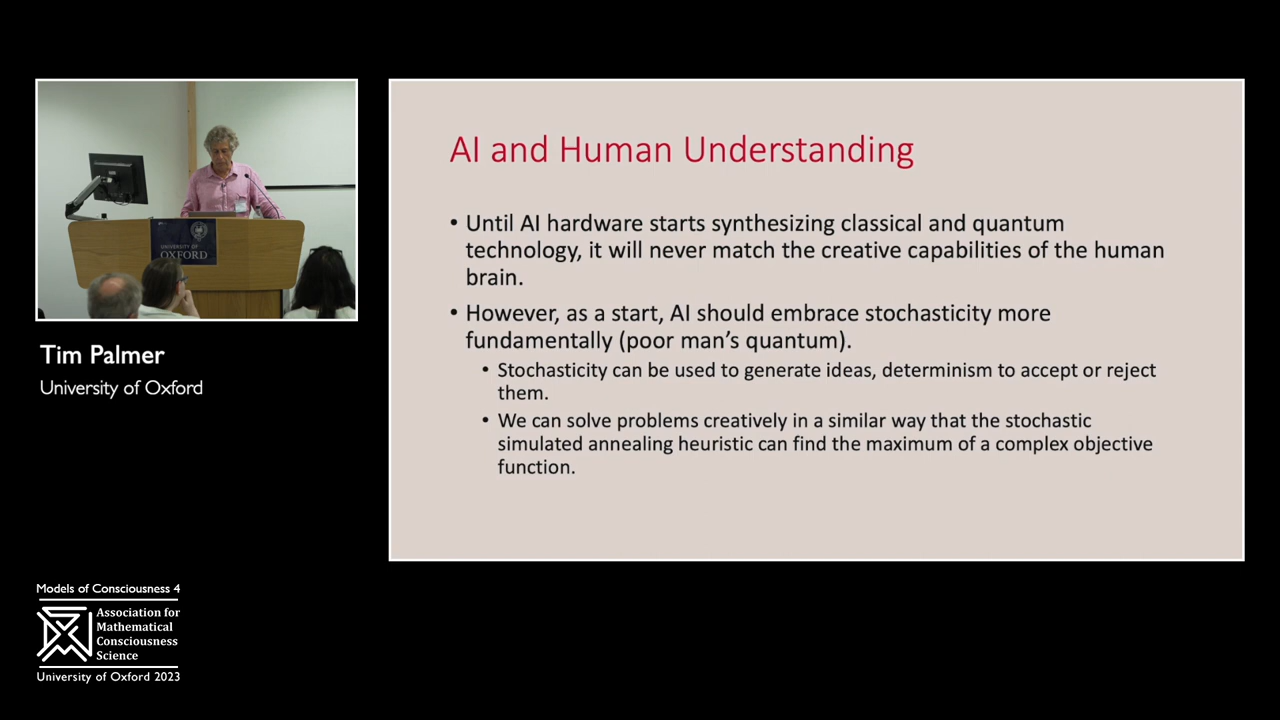 UNIVERSITY OF
OXFORD
Tim Palmer
University of Oxford
AI and Human Understanding
• Until AI hardware starts synthesizing classical and quantum
technology, it will never match the creative capabilities of the human
brain.
• However, as a start, AI should embrace stochasticity more
fundamentally (poor man's quantum).
• Stochasticity can be used to generate ideas, determinism to accept or reject
them.
• We can solve problems creatively in a similar way that the stochastic
simulated annealing heuristic can find the maximum of a complex objective
function.
Models of Consciousness 4
Association for
Mathematical
Consciousness
Science
University of Oxford 2023